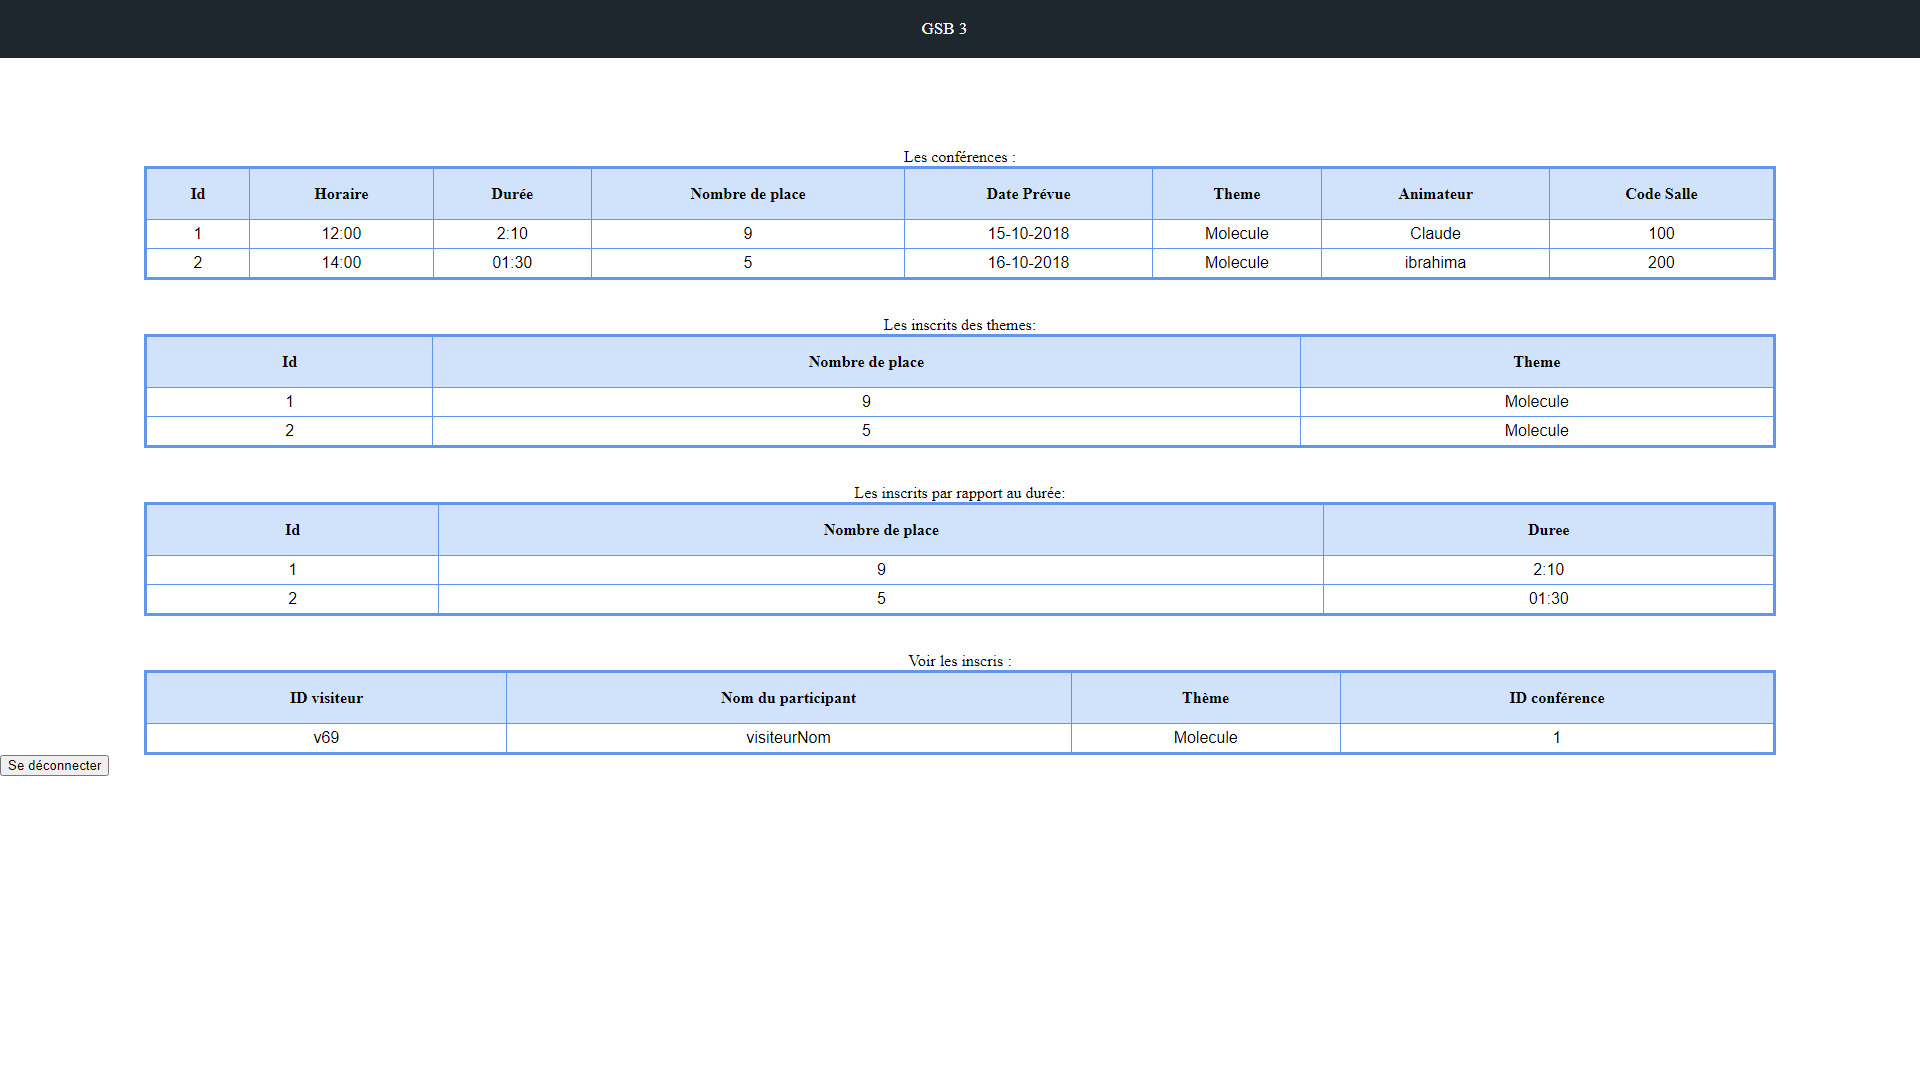 GSB 3
Les conférences :
Id Horaire Durée Nombre de place Date Prévue Theme Animateur Code Salle
1 12:00 2:10 9 15-10-2018 Molecule Claude 100
2 14:00 01:30 5 16-10-2018 Molecule ibrahima 200
Les inscrits des themes:
Id Nombre de place Theme
1 9 Molecule
2 5 Molecule
Les inscrits par rapport au durée:
Id Nombre de place Duree
1 9 2:10
2 5 01:30
Voir les inscris :
ID visiteur Nom du participant Thème ID conférence
v69 visiteurNom Molecule 1
Se déconnecter